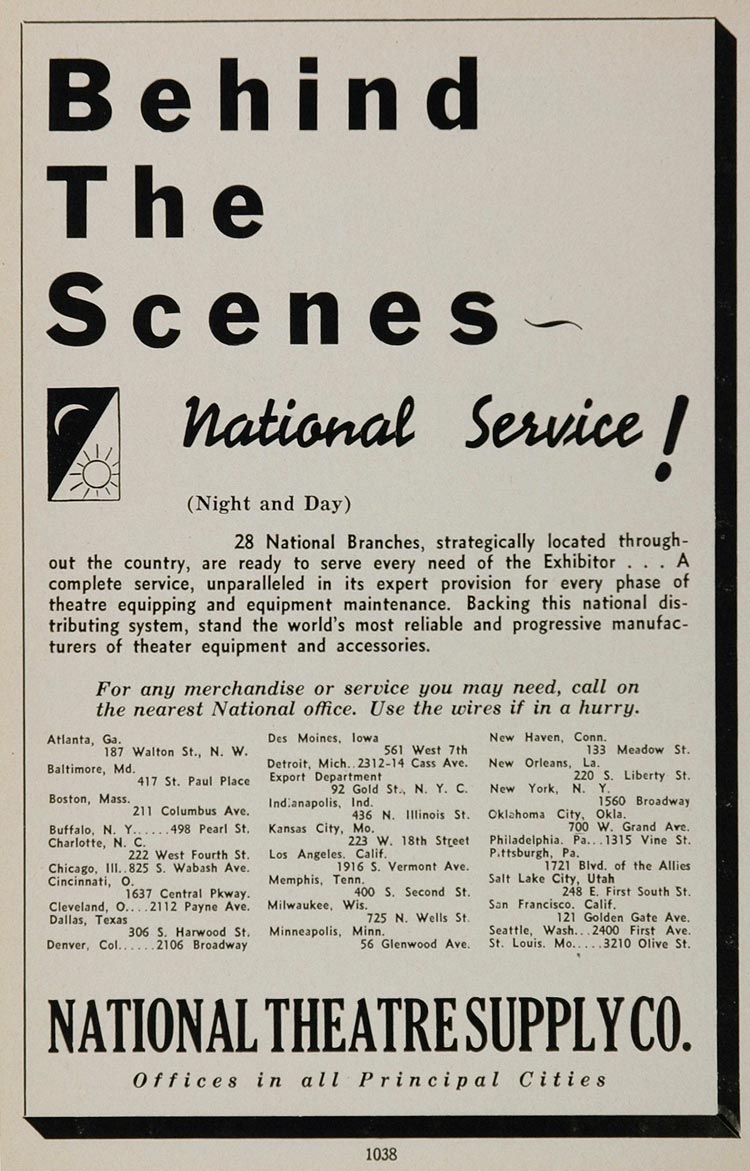 Behind
The
Scenes~
National Service!
(Night and Day)
28 National Branches, strategically located through-
out the country, are ready to serve every need of the Exhibitor . . . A
complete service, unparalleled in its expert provision for every phase of
theatre equipping and equipment maintenance. Backing this national dis-
tributing system, stand the world's most reliable and progressive manufac-
turers of theater equipment and accessories.
For any merchandise or service you may need, call on
the nearest National office. Use the wires if in a hurry.
Atlanta, Ga.
187 Walton St., N. W.
Baltimore, Md.
417 St. Paul Place
Boston, Mass.
211 Columbus Ave.
Buffalo, N. Y......498 Pearl St.
Charlotte, N. C.
222 West Fourth St.
Chicago, Ill..825 S. Wabash Ave.
Cincinnati, O.
1637 Central Pkway.
Cleveland, O....2112 Payne Ave.
Dallas, Texas
306 S. Harwood St.
Denver, Col......2106 Broadway
Des Moines, Iowa
561 West 7th
Detroit, Mich..2312-14 Cass Ave.
Export Department
92 Gold St., N. Y. C.
Indianapolis, Ind.
436 N. Illinois St.
Kansas City, Mo.
223 W. 18th Street
Los Angeles. Calif.
1916 S. Vermont Ave.
Memphis, Tenn.
400 S. Second St.
Milwaukee, Wis.
725 N. Wells St.
Minneapolis, Minn.
56 Glenwood Ave.
New Haven, Conn.
133 Meadow St.
New Orleans, La.
220 S. Liberty St.
New York, N. Y.
1560 Broadway
Oklahoma City, Okla.
700 W. Grand Ave.
Philadelphia. Pa...1315 Vine St.
Pittsburgh, Pa.
1721 Blvd. of the Allies
Salt Lake City, Utah
248 E. First South St.
San Francisco. Calif.
121 Golden Gate Ave.
Seattle, Wash...2400 First Ave.
St. Louis. Mo.....3210 Olive St.
NATIONAL THEATRE SUPPLY CO.
Offices in all Principal Cities
1038